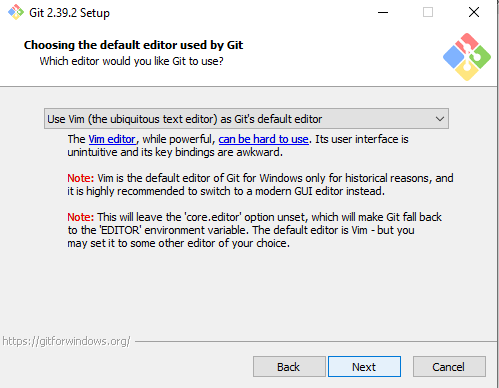 Git 2.39.2 Setup
Choosing the default editor used by Git
Which editor would you like Git to use?
Use Vim (the ubiquitous text editor) as Git's default editor
The Vim editor, while powerful, can be hard to use. Its user interface is
unintuitive and its key bindings are awkward.
Note: Vim is the default editor of Git for Windows only for historical reasons, and
it is highly recommended to switch to a modern GUI editor instead.
Note: This will leave the 'core.editor' option unset, which will make Git fall back
to the 'EDITOR' environment variable. The default editor is Vim - but you
may set it to some other editor of your choice.
https://gitforwindows.org/
Back Next Cancel